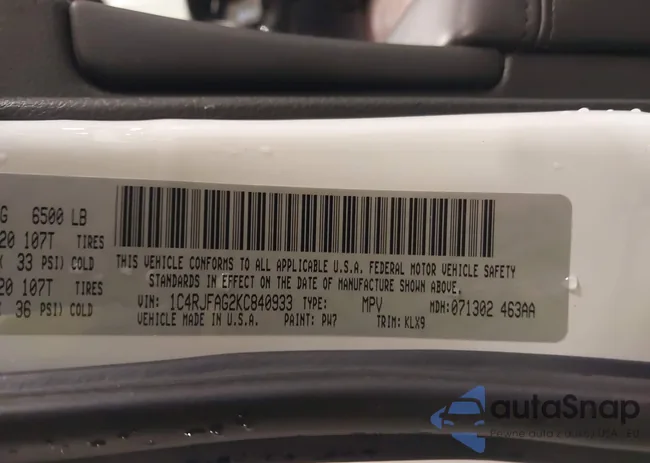 G 6500 LB
20 107T TIRES
33 PSI) COLD
20 107T TIRES
36 PSI) COLD
THIS VEHICLE CONFORMS TO ALL APPLICABLE U.S.A. FEDERAL MOTOR VEHICLE SAFETY
STANDARDS IN EFFECT ON THE DATE OF MANUFACTURE SHOWN ABOVE.
VIN: 1C4RJFAG2KC840933 TYPE: MPV MDH: 071302 463AA
VEHICLE MADE IN U.S.A. PAINT: PW7 TRIM: KLX9
autaSnap